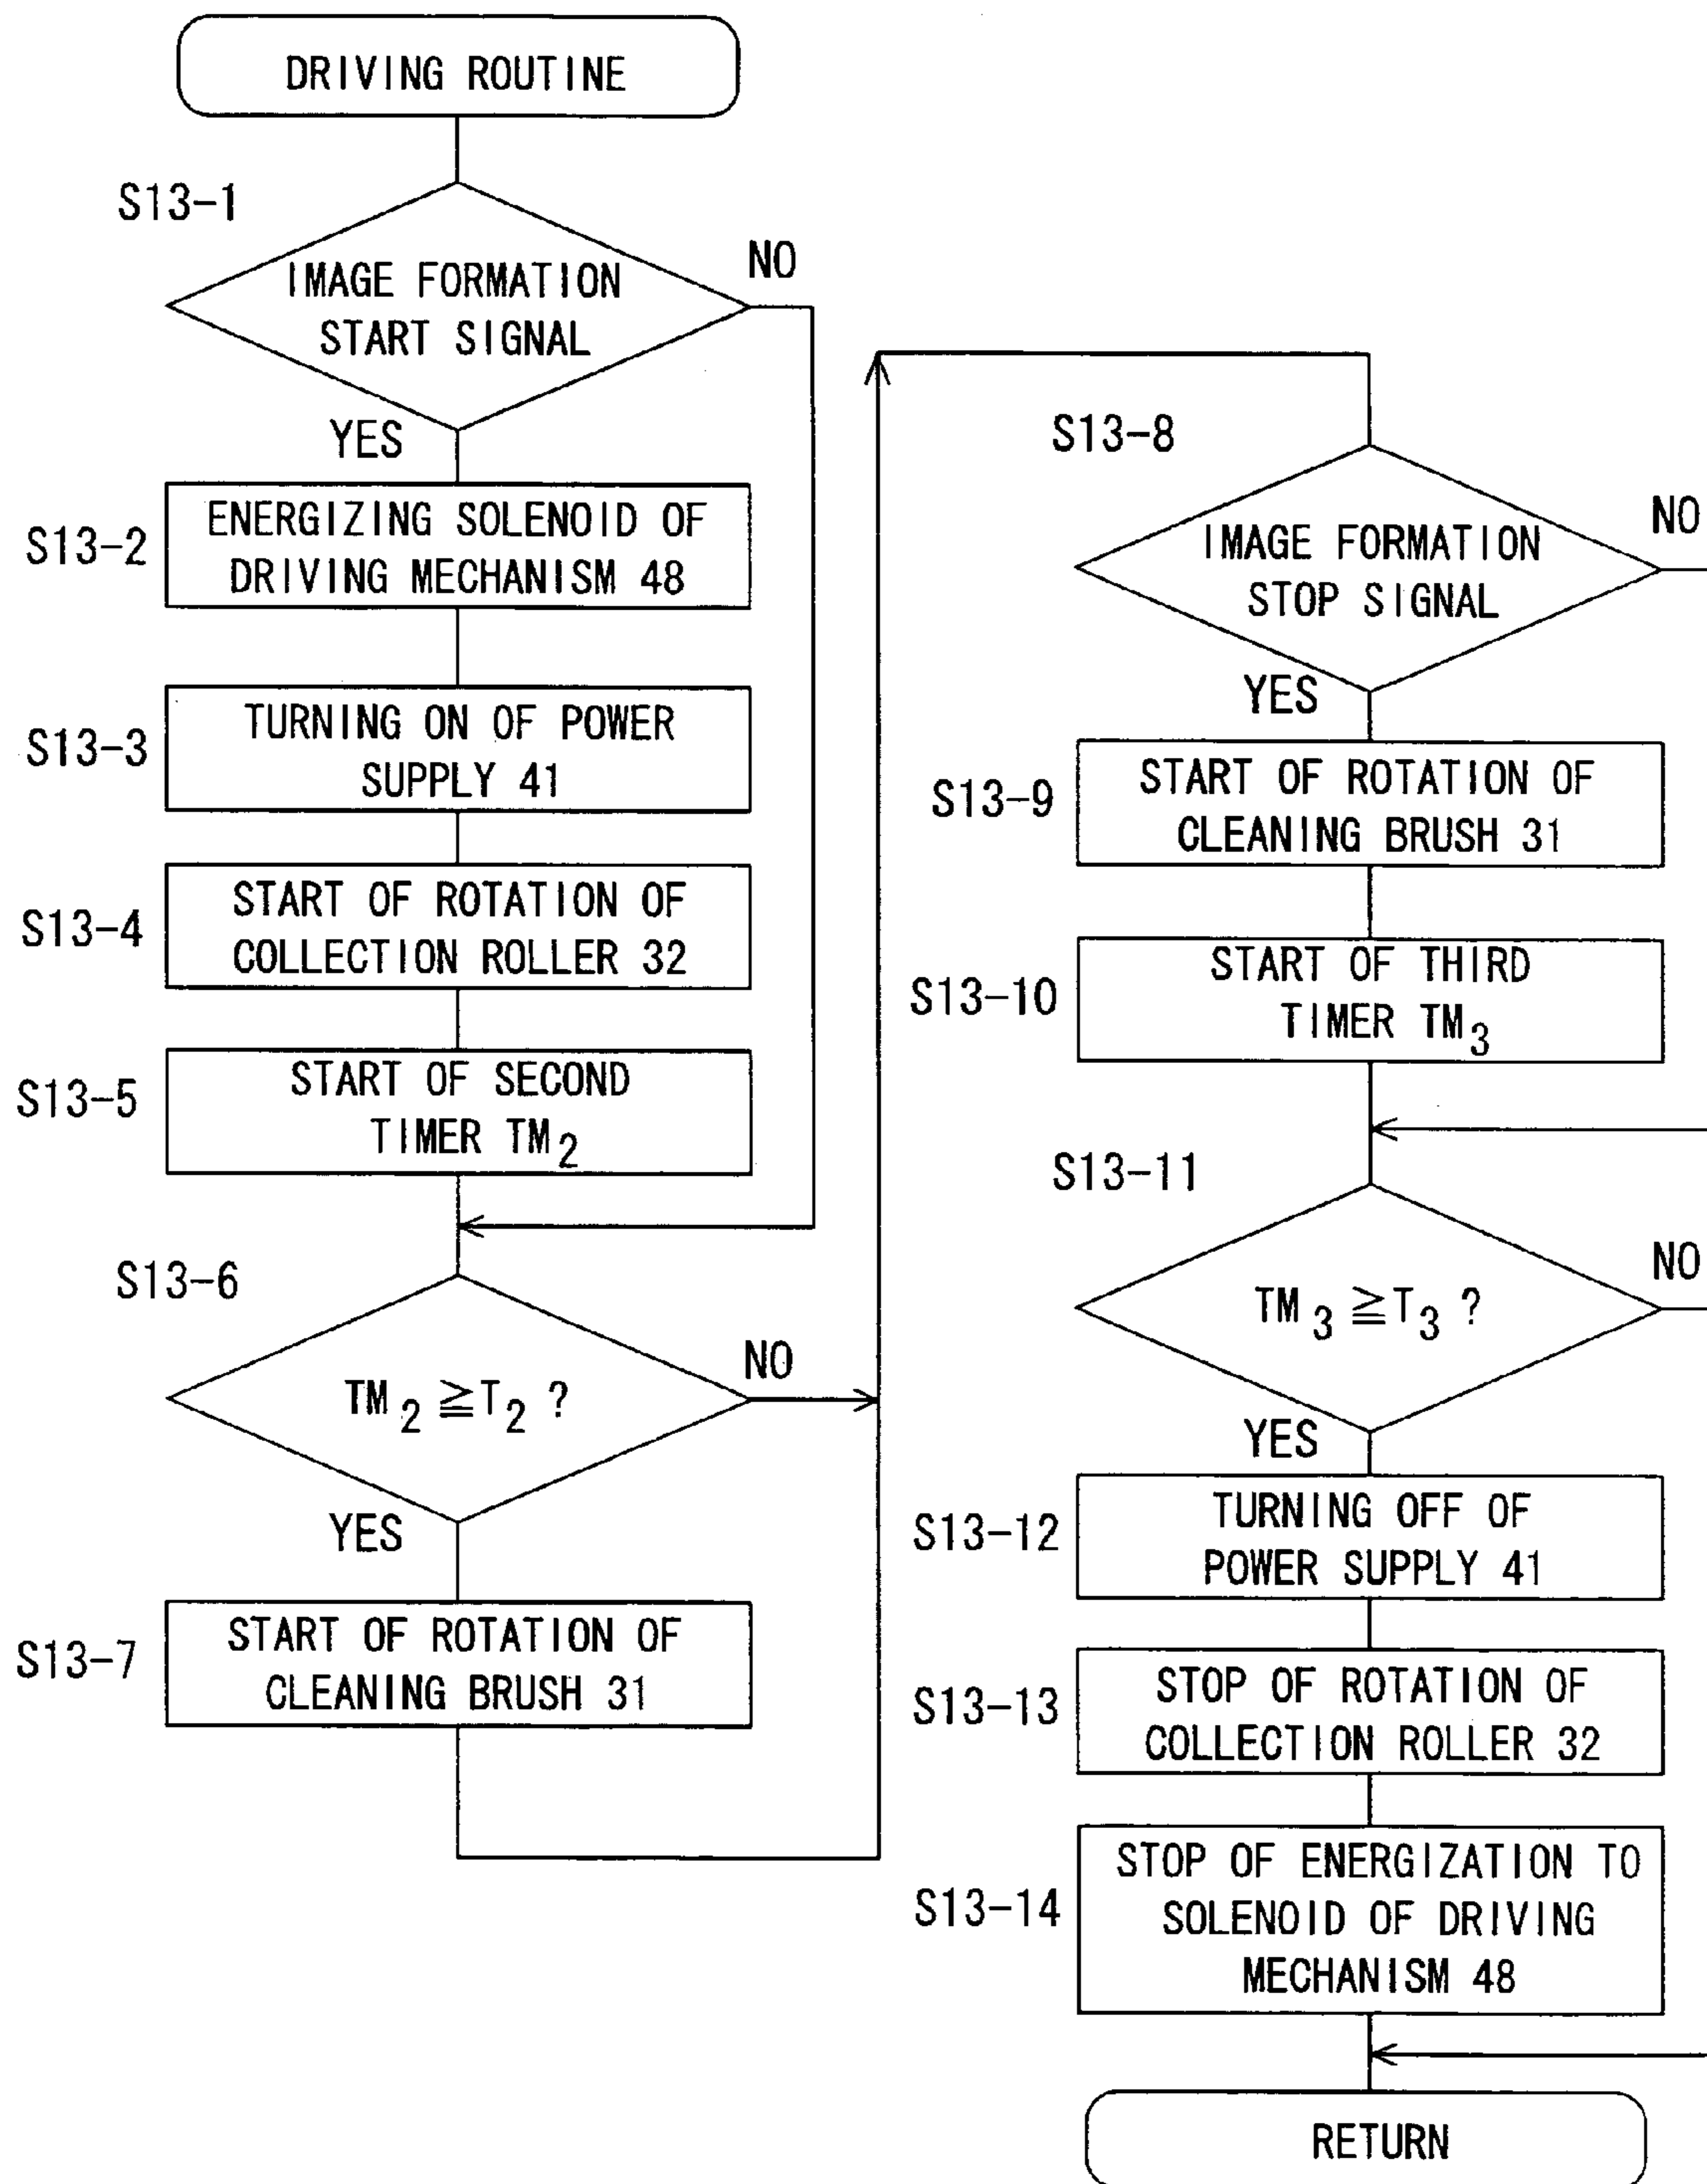 DRIVING ROUTINE
S13-1
IMAGE FORMATION
START SIGNAL
NO
YES
S13-2
ENERGIZING SOLENOID OF
DRIVING MECHANISM 48
S13-3
TURNING ON OF POWER
SUPPLY 41
S13-4
START OF ROTATION OF
COLLECTION ROLLER 32
S13-5
START OF SECOND
TIMER TM₂
S13-6
TM₂ ≧ T₂ ?
NO
YES
S13-7
START OF ROTATION OF
CLEANING BRUSH 31
S13-8
IMAGE FORMATION
STOP SIGNAL
NO
YES
S13-9
START OF ROTATION OF
CLEANING BRUSH 31
S13-10
START OF THIRD
TIMER TM₃
S13-11
TM₃ ≧ T₃ ?
NO
YES
S13-12
TURNING OFF OF
POWER SUPPLY 41
S13-13
STOP OF ROTATION OF
COLLECTION ROLLER 32
S13-14
STOP OF ENERGIZATION TO
SOLENOID OF DRIVING
MECHANISM 48
RETURN